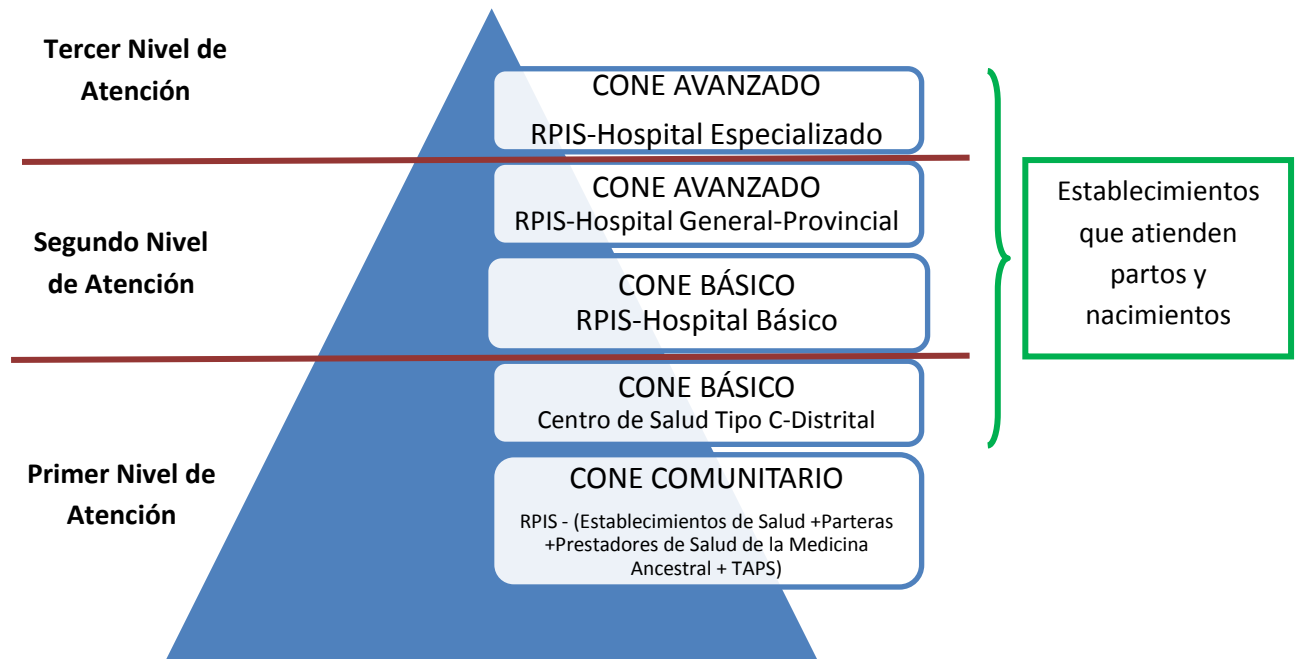 Tercer Nivel de
Atención
CONE AVANZADO
RPIS-Hospital Especializado
CONE AVANZADO
RPIS-Hospital General-Provincial
Segundo Nivel
de Atención
CONE BÁSICO
RPIS-Hospital Básico
Establecimientos
que atienden
partos y
nacimientos
CONE BÁSICO
Centro de Salud Tipo C-Distrital
Primer Nivel de
Atención
CONE COMUNITARIO
RPIS - (Establecimientos de Salud +Parteras
+Prestadores de Salud de la Medicina
Ancestral + TAPS)